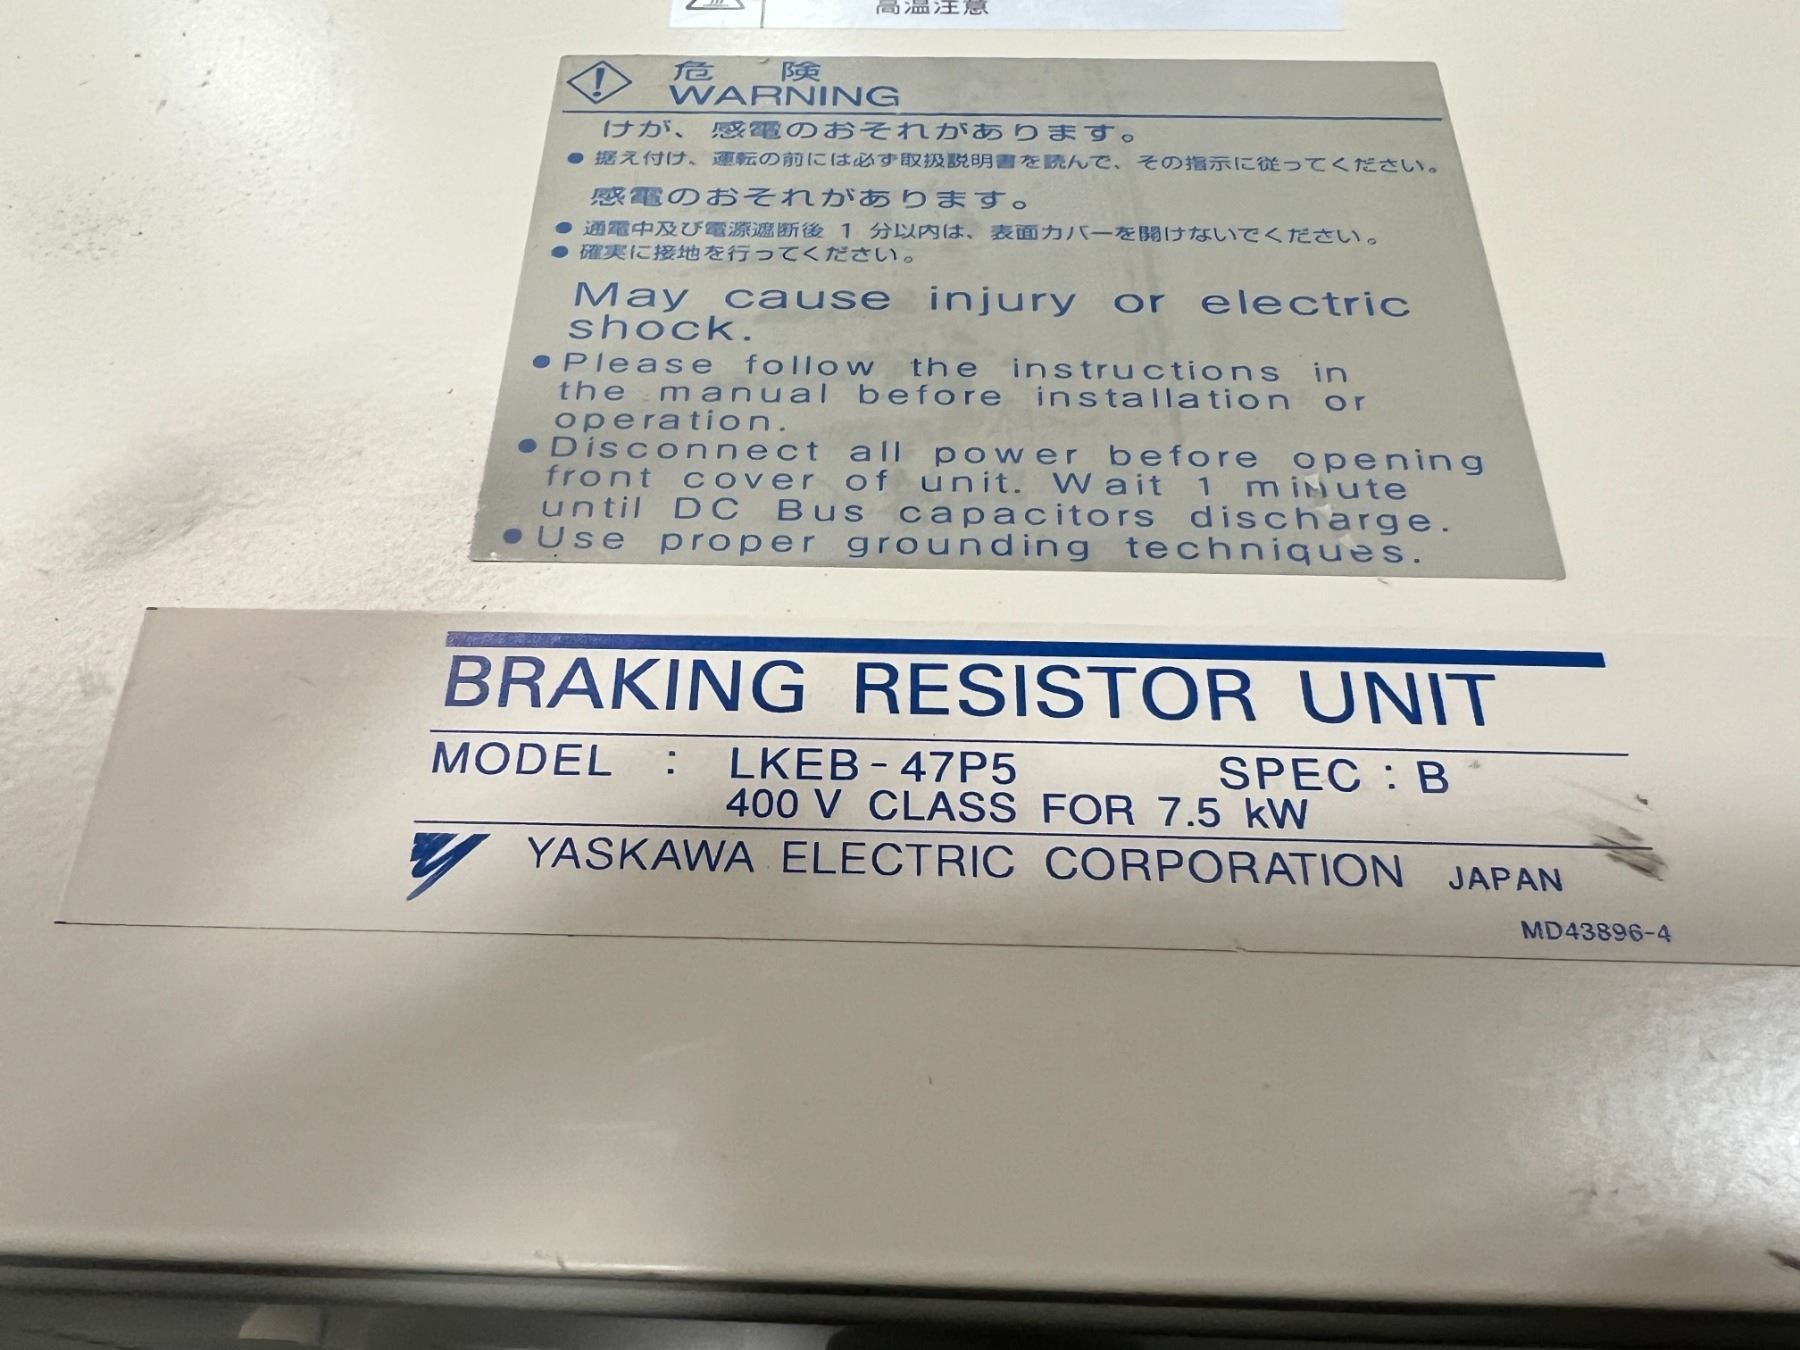 高温注意
危 険
WARNING
けが、感電のおそれがあります。
● 据え付け、運転の前には必ず取扱説明書を読んで、その指示に従ってください。
感電のおそれがあります。
● 通電中及び電源遮断後 1 分以内は、表面カバーを開けないでください。
● 確実に接地を行ってください。
May cause injury or electric
shock.
● Please follow the instructions in
the manual before installation or
operation.
● Disconnect all power before opening
front cover of unit. Wait 1 minute
until DC Bus capacitors discharge.
● Use proper grounding techniques.
BRAKING RESISTOR UNIT
MODEL : LKEB-47P5 SPEC : B
400 V CLASS FOR 7.5 kW
YASKAWA ELECTRIC CORPORATION JAPAN
MD43896-4